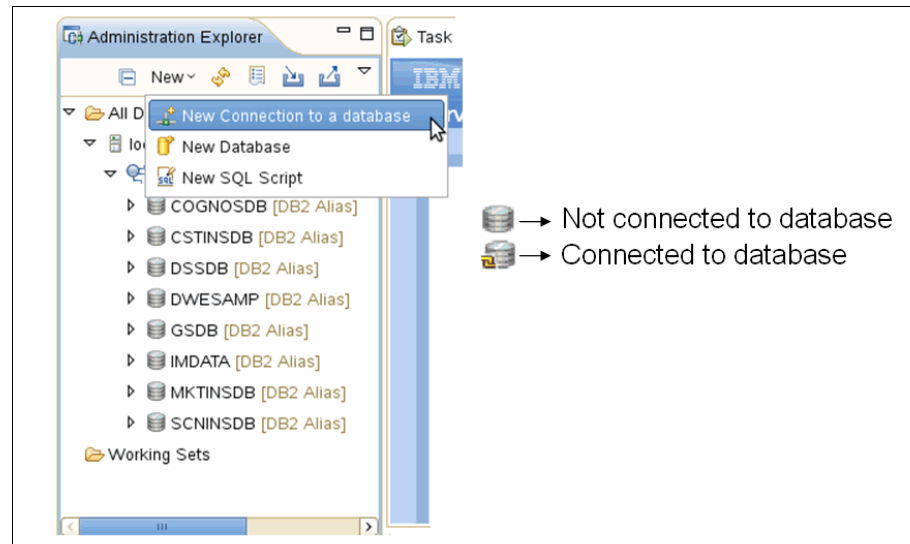 Administration Explorer
Task
New
IBM
All D
New Connection to a database
loc
New Database
New SQL Script
COGNOSDB [DB2 Alias]
CSTINSDB [DB2 Alias]
DSSDB [DB2 Alias]
DWESAMP [DB2 Alias]
GSDB [DB2 Alias]
IMDATA [DB2 Alias]
MKTINSDB [DB2 Alias]
SCNINSDB [DB2 Alias]
Working Sets
Not connected to database
Connected to database